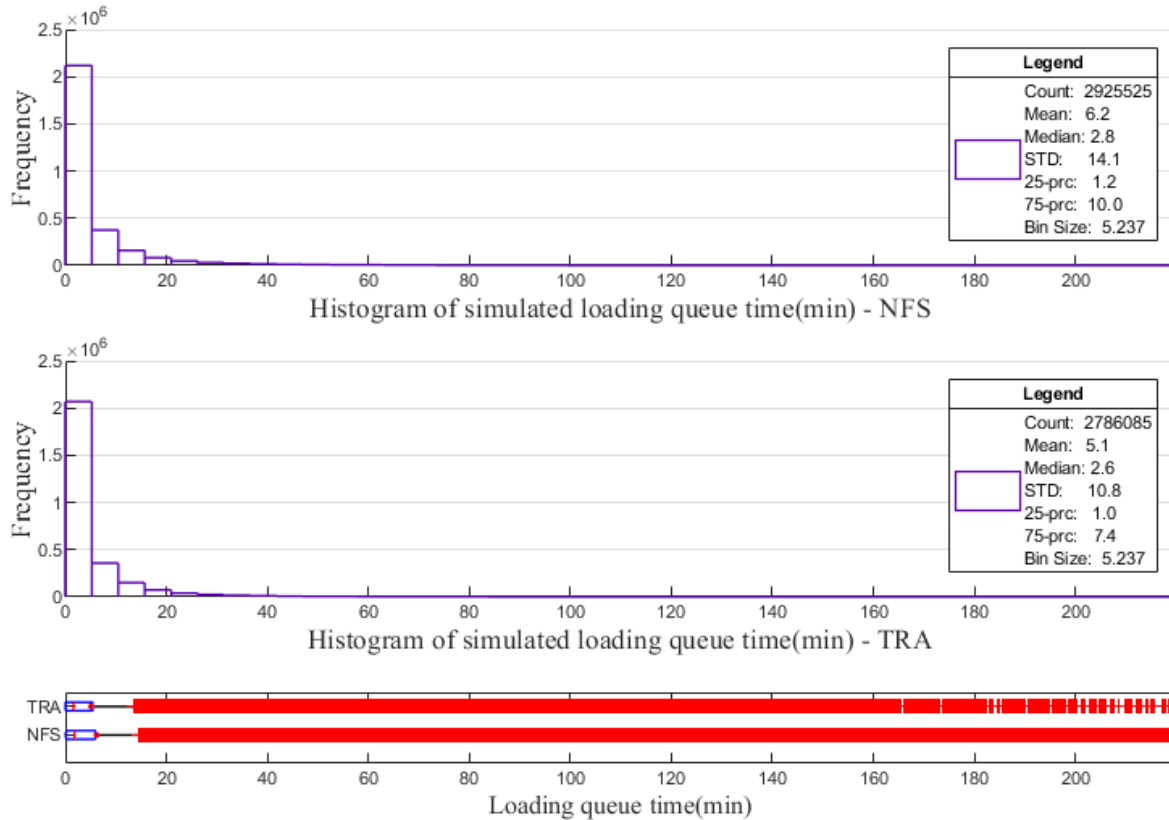 ×10⁶
2.5
2
1.5
1
0.5
0
Frequency
Legend
Count: 2925525
Mean: 6.2
Median: 2.8
STD: 14.1
25-prc: 1.2
75-prc: 10.0
Bin Size: 5.237
0 20 40 60 80 100 120 140 160 180 200
Histogram of simulated loading queue time(min) - NFS
×10⁶
2.5
2
1.5
1
0.5
0
Frequency
Legend
Count: 2786085
Mean: 5.1
Median: 2.6
STD: 10.8
25-prc: 1.0
75-prc: 7.4
Bin Size: 5.237
0 20 40 60 80 100 120 140 160 180 200
Histogram of simulated loading queue time(min) - TRA
TRA
NFS
0 20 40 60 80 100 120 140 160 180 200
Loading queue time(min)